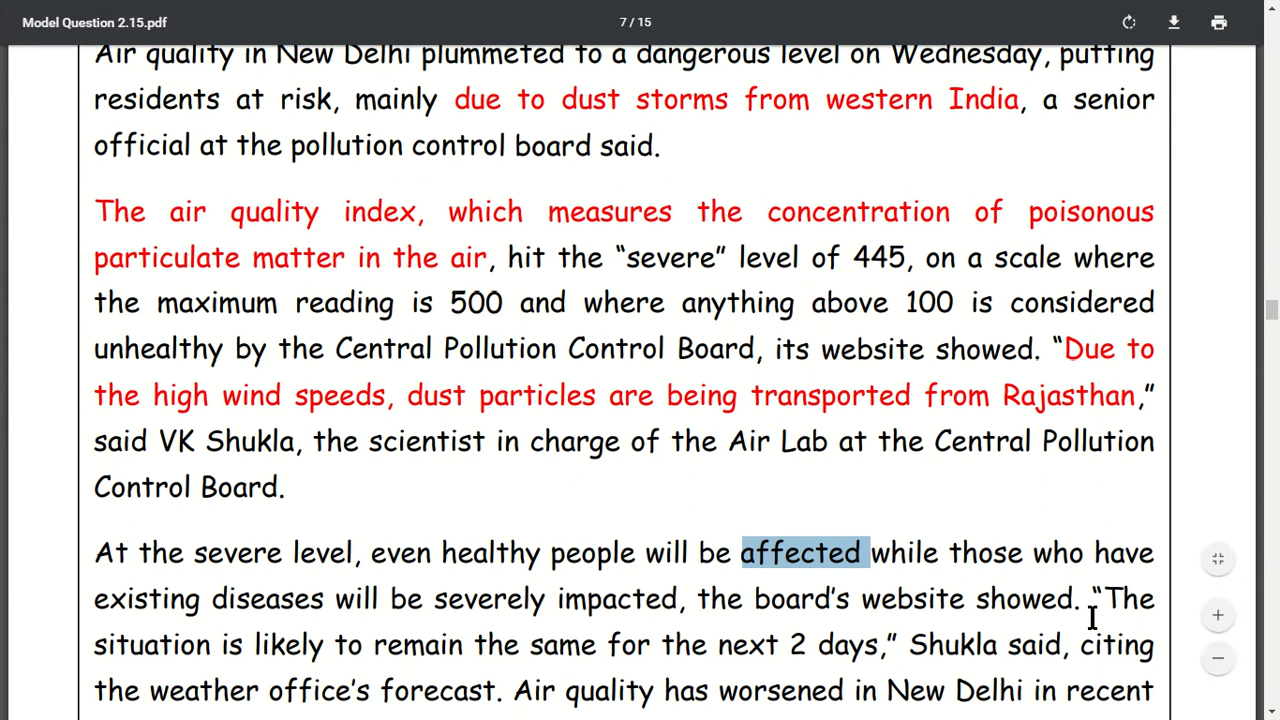 Model Question 2.15.pdf
7 / 15
Air quality in New Delhi plummeted to a dangerous level on Wednesday, putting
residents at risk, mainly due to dust storms from western India, a senior
official at the pollution control board said.
The air quality index, which measures the concentration of poisonous
particulate matter in the air, hit the “severe” level of 445, on a scale where
the maximum reading is 500 and where anything above 100 is considered
unhealthy by the Central Pollution Control Board, its website showed. “Due to
the high wind speeds, dust particles are being transported from Rajasthan,”
said VK Shukla, the scientist in charge of the Air Lab at the Central Pollution
Control Board.
At the severe level, even healthy people will be affected while those who have
existing diseases will be severely impacted, the board’s website showed. “The
situation is likely to remain the same for the next 2 days,” Shukla said, citing
the weather office’s forecast. Air quality has worsened in New Delhi in recent